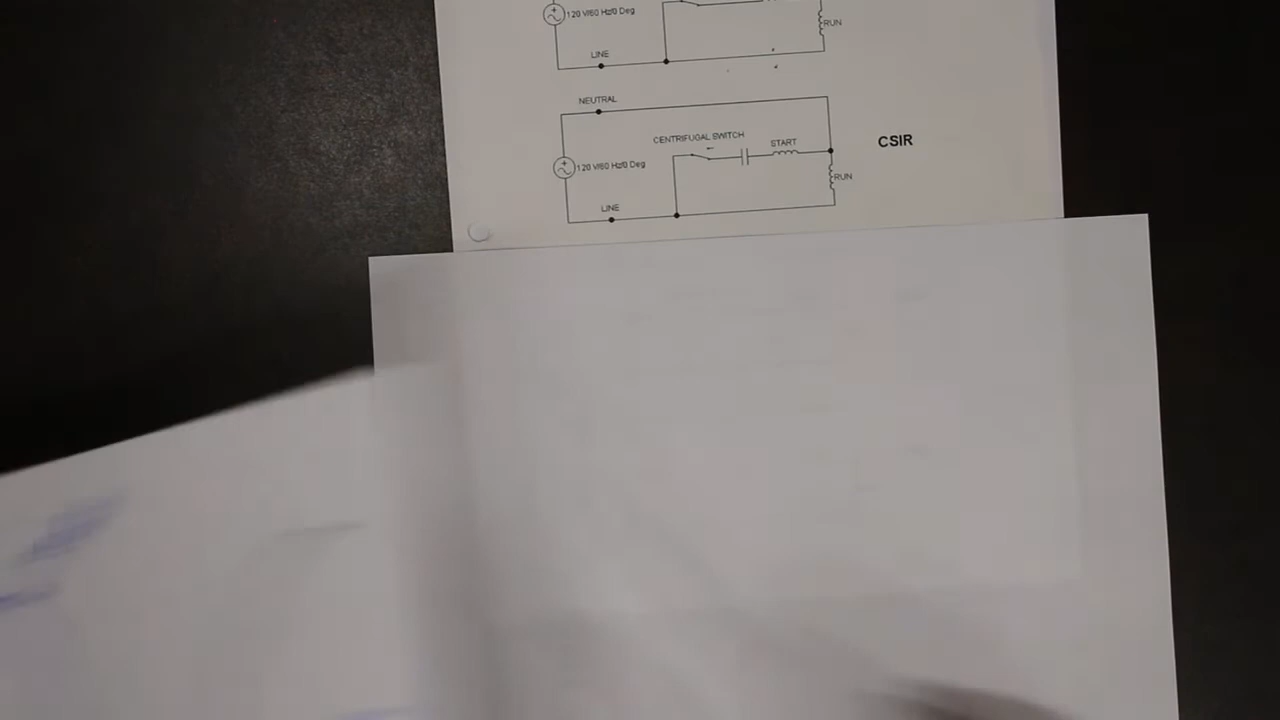 120 V/60 Hz/0 Deg
RUN
LINE
NEUTRAL
CENTRIFUGAL SWITCH
START
CSIR
120 V/60 Hz/0 Deg
RUN
LINE